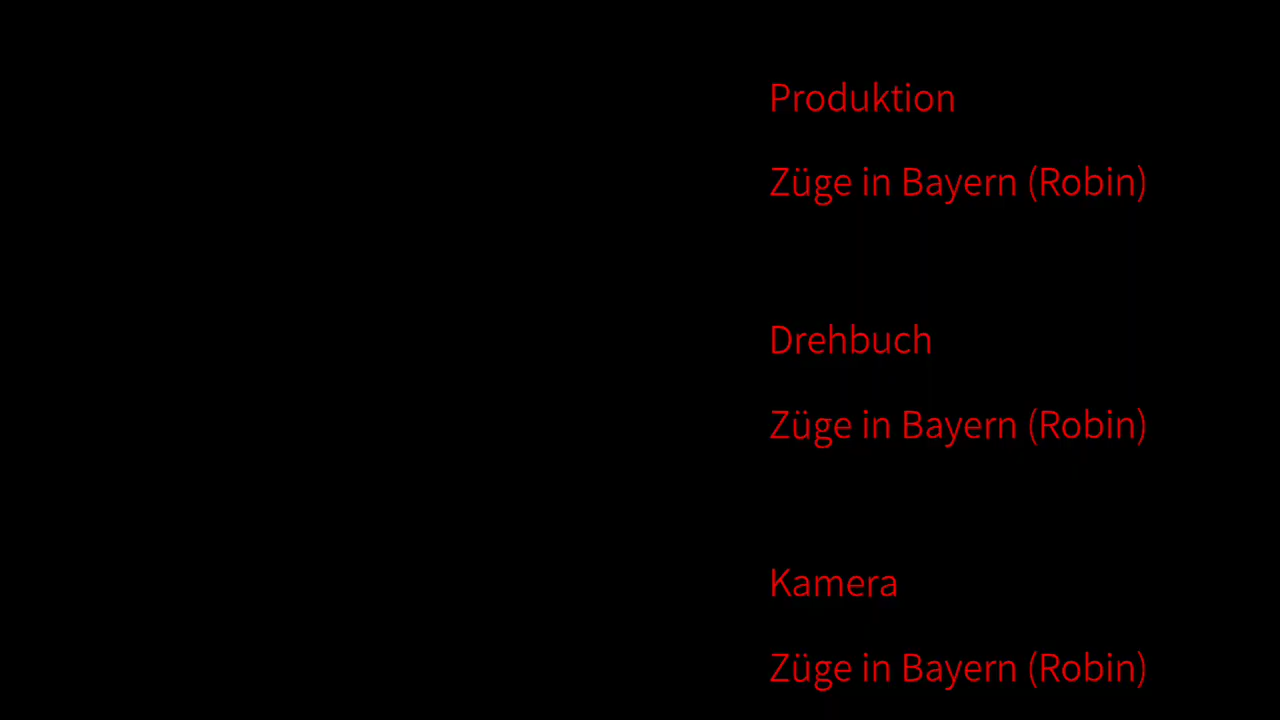 Produktion
Züge in Bayern (Robin)
Drehbuch
Züge in Bayern (Robin)
Kamera
Züge in Bayern (Robin)